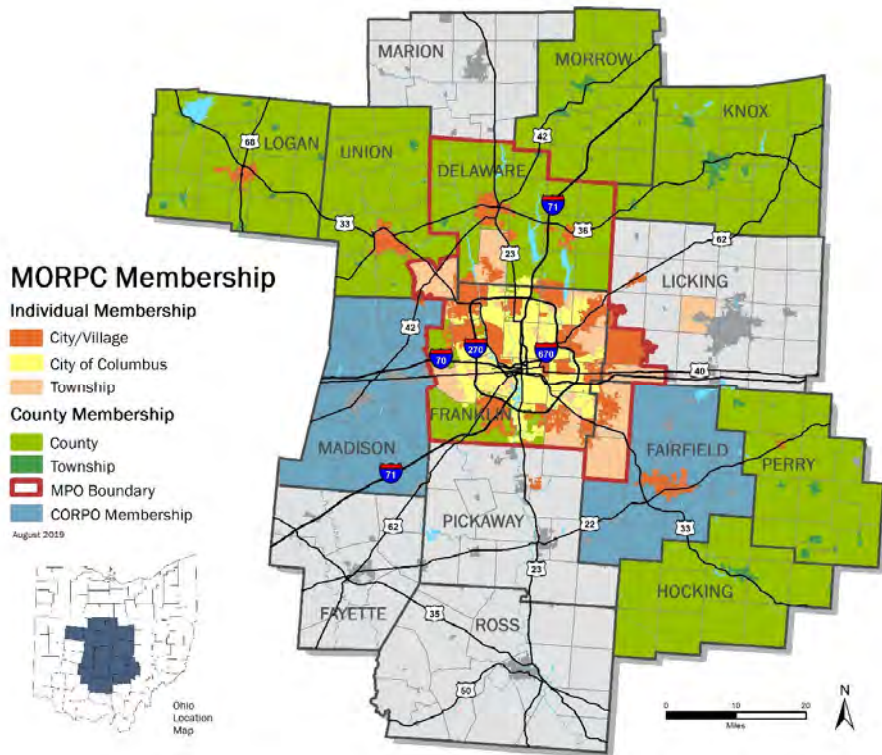 MARION
MORROW
KNOX
LOGAN
UNION
DELAWARE
68
42
33
71
36
23
62
LICKING
MORPC Membership
Individual Membership
City/Village
City of Columbus
Township
County Membership
County
Township
MPO Boundary
CORPO Membership
August 2019
42
70
270
670
40
FRANKLIN
MADISON
71
FAIRFIELD
PERRY
62
PICKAWAY
22
33
23
HOCKING
FAYETTE
35
ROSS
50
Ohio
Location
Map
N
0 10 20
Miles